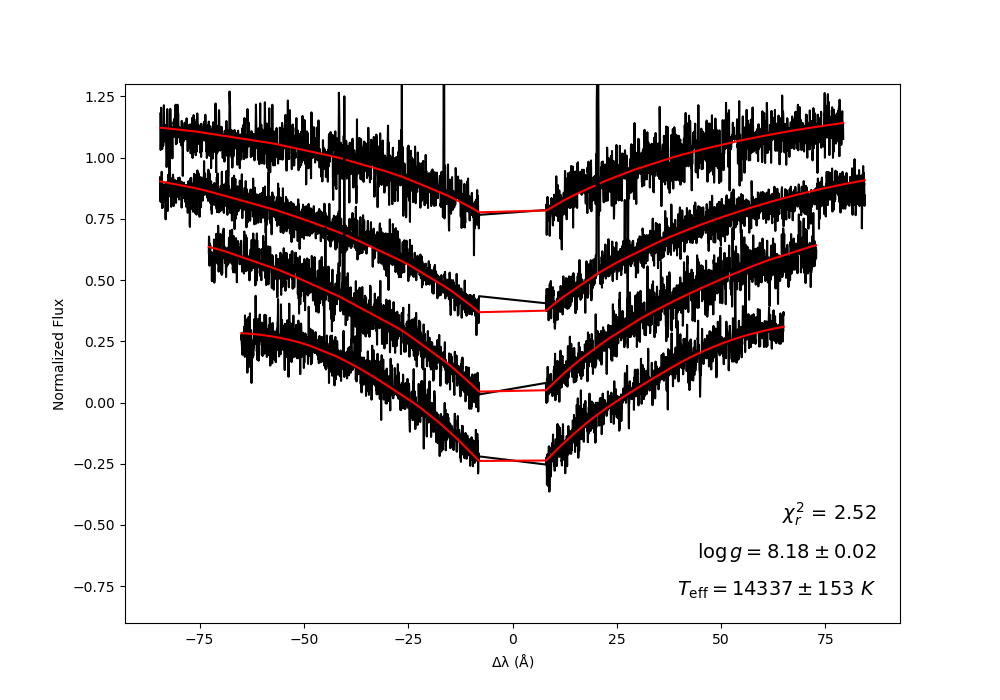 1.25
1.00
0.75
0.50
0.25
0.00
−0.25
−0.50
−0.75
Normalized Flux
χ²ᵣ = 2.52
log g = 8.18 ± 0.02
T_eff = 14337 ± 153 K
−75 −50 −25 0 25 50 75
Δλ (Å)